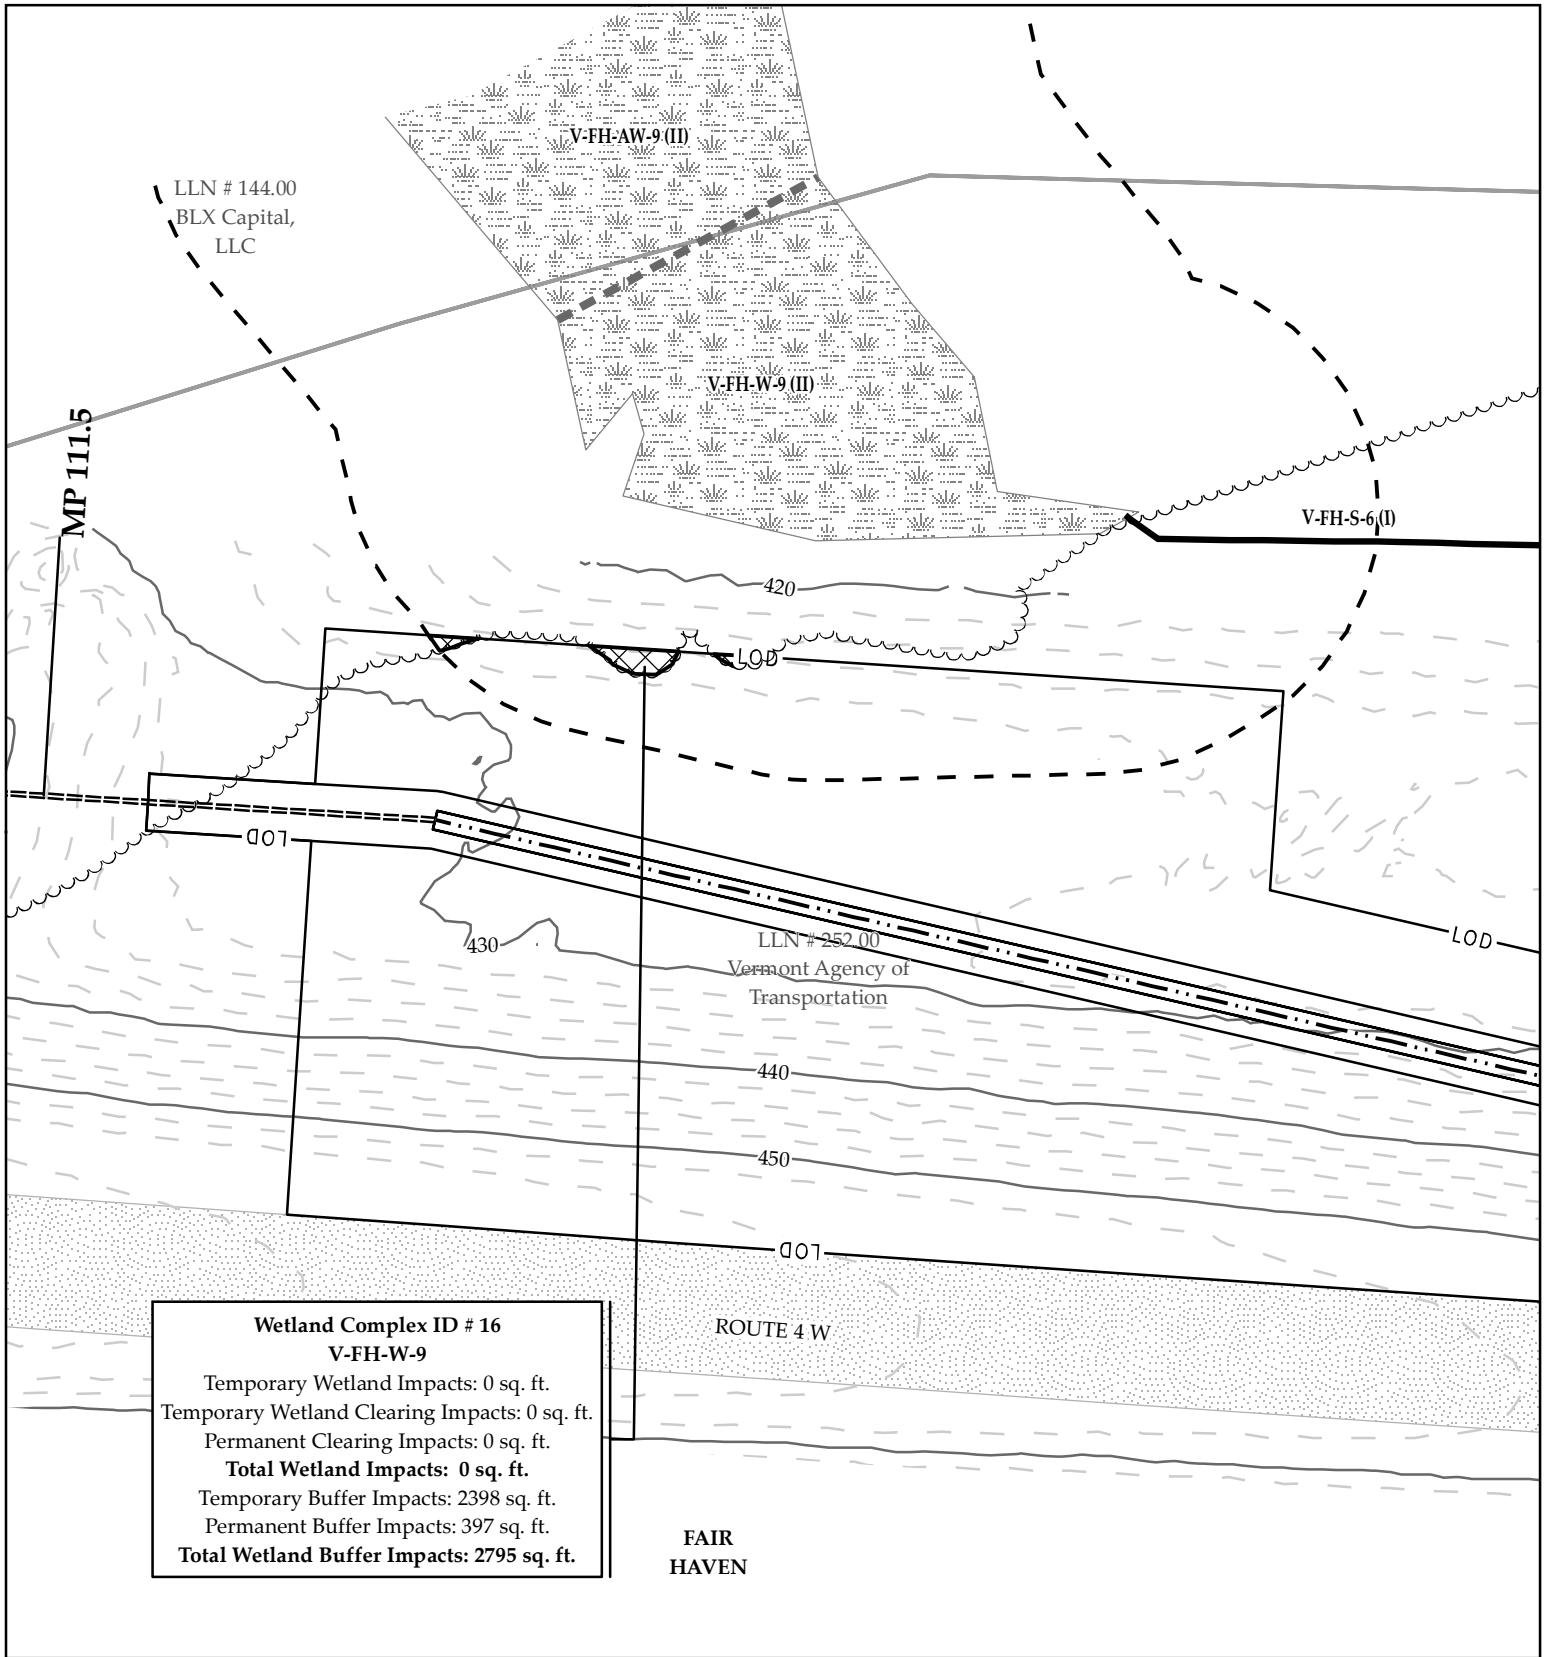 V-FH-AW-9 (II)
LLN # 144.00
BLX Capital,
LLC
V-FH-W-9 (II)
MP 111.5
V-FH-S-6 (I)
420
LOD
LOD
LLN # 252.00
Vermont Agency of
Transportation
430
LOD
440
450
LOD
ROUTE 4 W
Wetland Complex ID # 16
V-FH-W-9
Temporary Wetland Impacts: 0 sq. ft.
Temporary Wetland Clearing Impacts: 0 sq. ft.
Permanent Clearing Impacts: 0 sq. ft.
Total Wetland Impacts: 0 sq. ft.
Temporary Buffer Impacts: 2398 sq. ft.
Permanent Buffer Impacts: 397 sq. ft.
Total Wetland Buffer Impacts: 2795 sq. ft.
FAIR
HAVEN